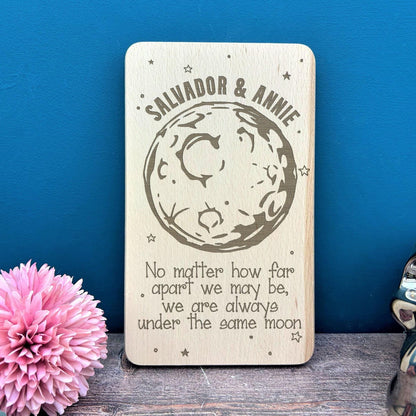 SALVADOR & ANNIE
No matter how far
apart we may be,
we are always
under the same moon